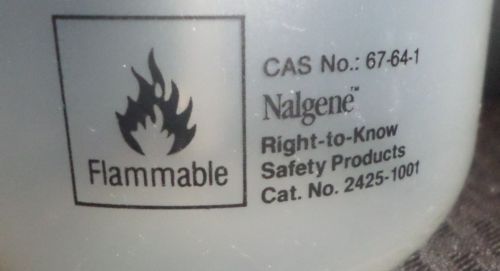 Flammable
CAS No.: 67-64-1
Nalgene™
Right-to-Know
Safety Products
Cat. No. 2425-1001